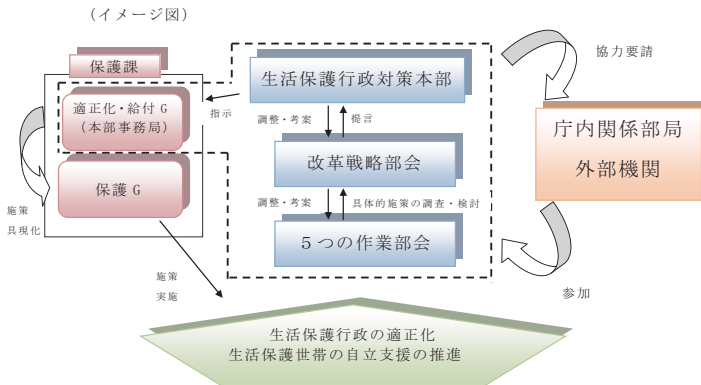 （イメージ図）
保護課
適正化・給付 G
（本部事務局）
保護 G
施策
具現化
指示
生活保護行政対策本部
調整・考案
提言
改革戦略部会
調整・考案
具体的施策の調査・検討
５つの作業部会
協力要請
庁内関係部局
外部機関
参加
施策
実施
生活保護行政の適正化
生活保護世帯の自立支援の推進